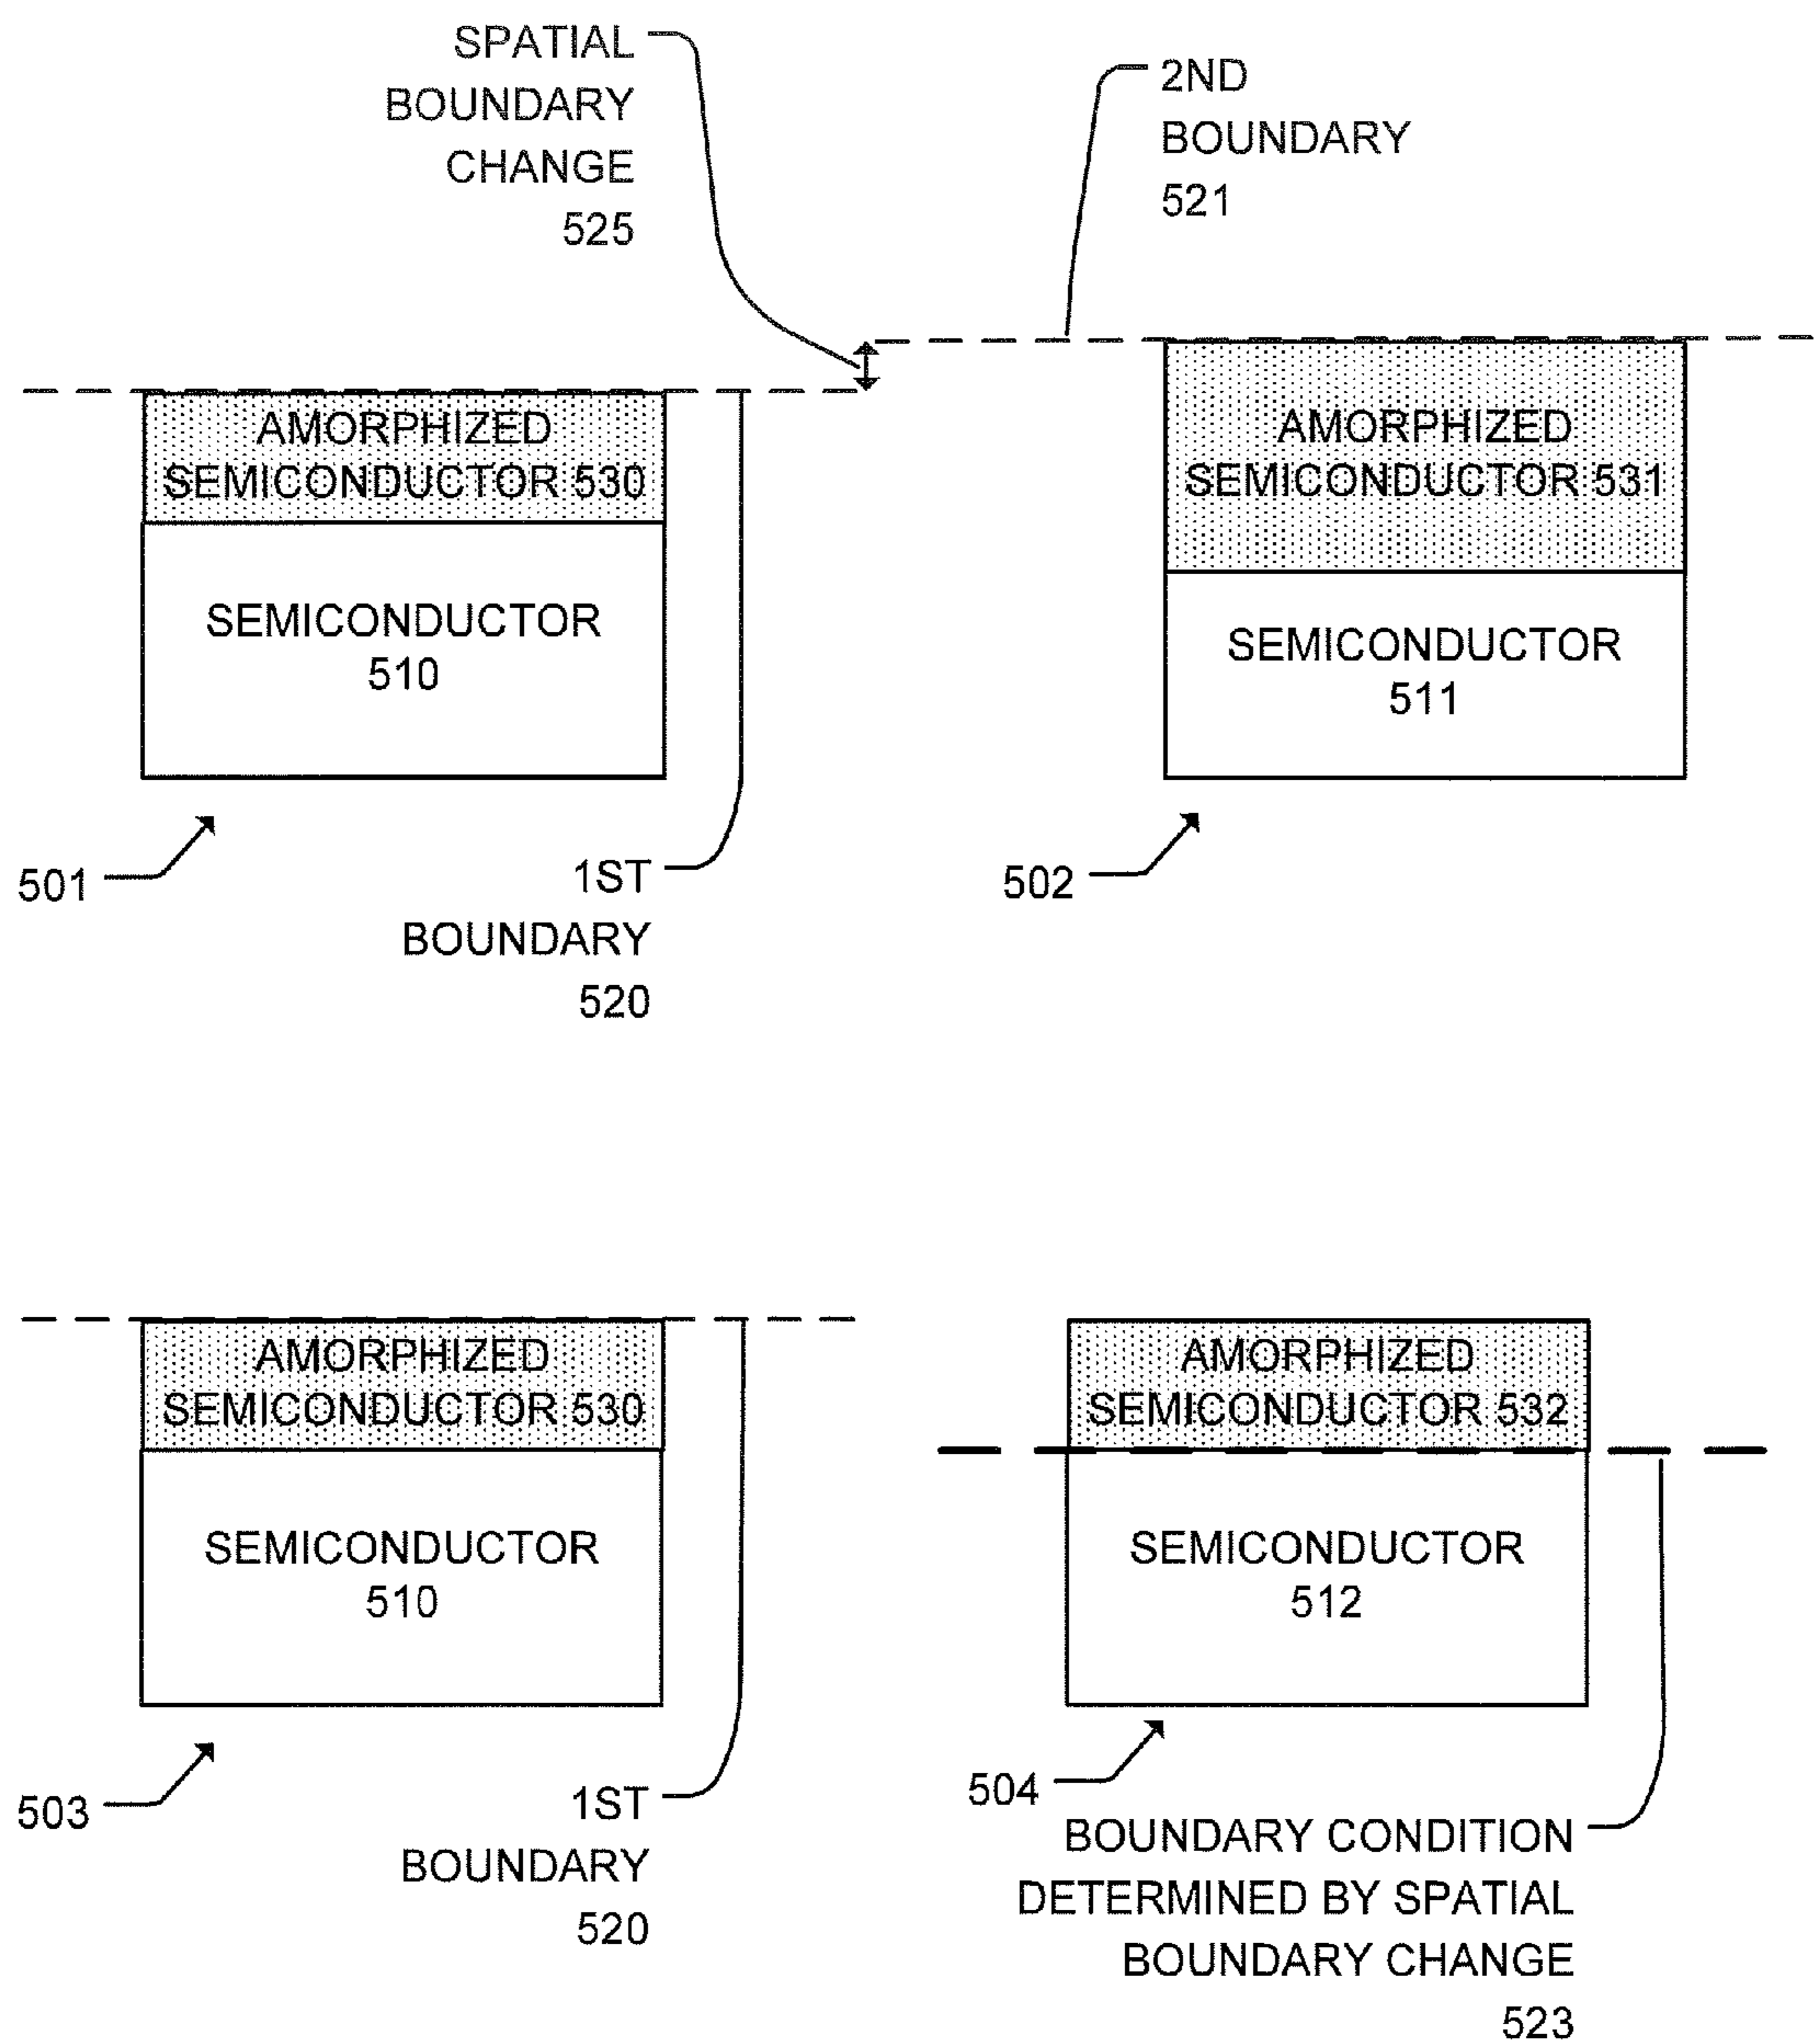 SPATIAL
BOUNDARY
CHANGE
525
2ND
BOUNDARY
521
AMORPHIZED
SEMICONDUCTOR 530
SEMICONDUCTOR
510
AMORPHIZED
SEMICONDUCTOR 531
SEMICONDUCTOR
511
501
1ST
BOUNDARY
520
502
AMORPHIZED
SEMICONDUCTOR 530
SEMICONDUCTOR
510
AMORPHIZED
SEMICONDUCTOR 532
SEMICONDUCTOR
512
503
1ST
BOUNDARY
520
504
BOUNDARY CONDITION
DETERMINED BY SPATIAL
BOUNDARY CHANGE
523